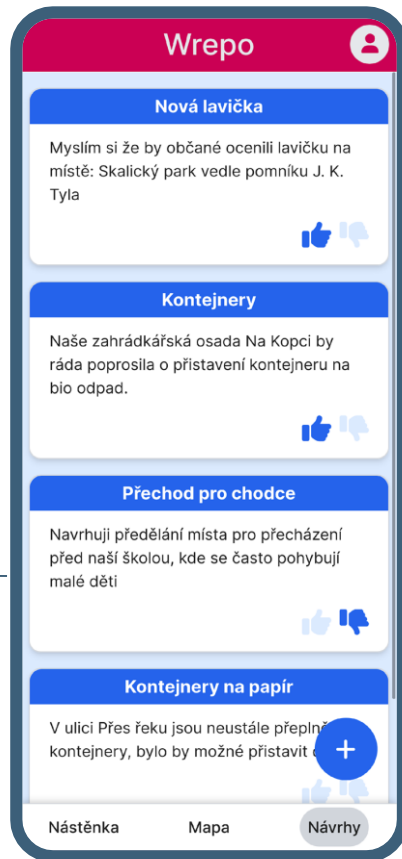 Wrepo
Nová lavička
Myslím si že by občané ocenili lavičku na
místě: Skalický park vedle pomníku J. K.
Tyla
Kontejnery
Naše zahrádkářská osada Na Kopci by
ráda poprosila o přistavení kontejneru na
bio odpad.
Přechod pro chodce
Navrhuji předělání místa pro přecházení
před naší školou, kde se často pohybují
malé děti
Kontejnery na papír
V ulici Přes řeku jsou neustále
kontejnery, bylo by možné přistavit
Nástěnka
Mapa
Návrhy